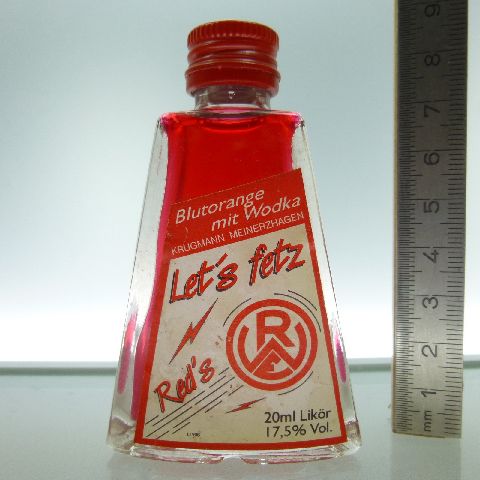 Blutorange
mit Wodka
KRUGMANN MEINERZHAGEN
Let's fetz
Red's
RWE
20ml Likör
17,5% Vol.
9
8
7
6
5
4
3
2
1
mm